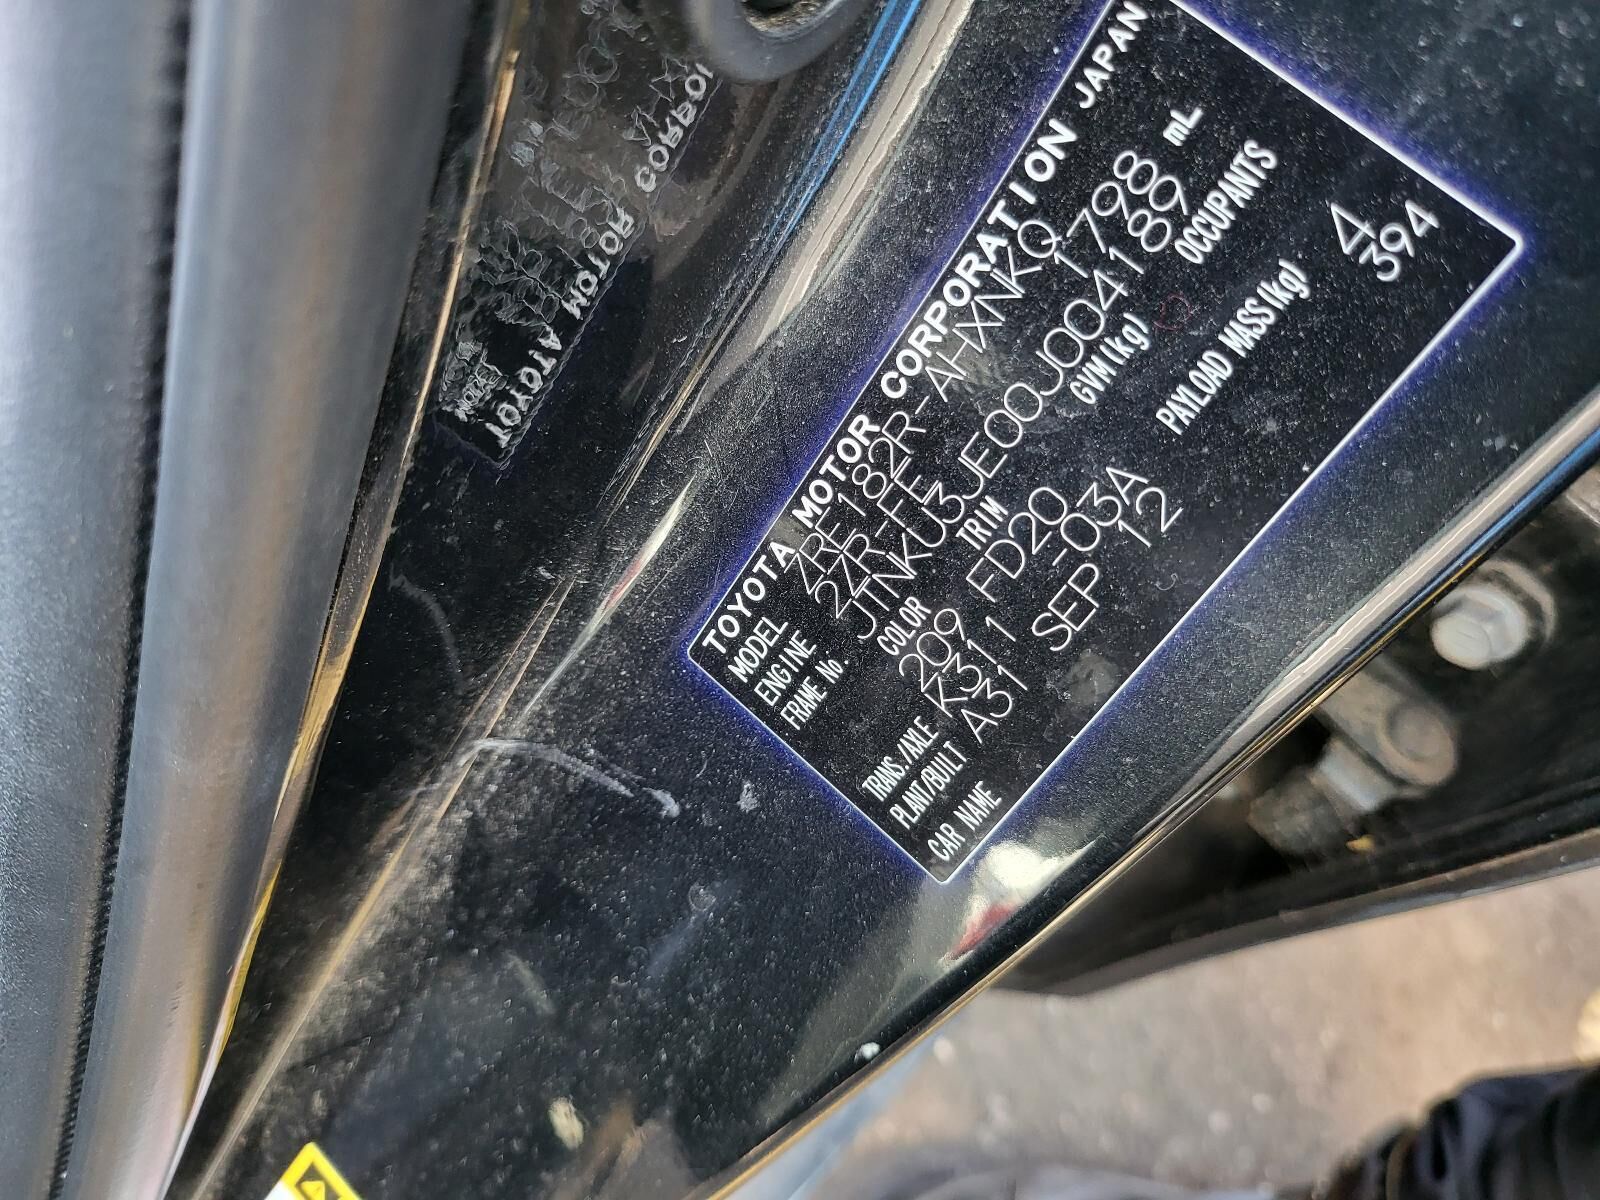 TOYOTA MOTOR CORPORATION JAPAN
MODEL ZRE182R-AHXNKQ
ENGINE 2ZR-FE 1798 mL
FRAME No. JTNKU3JE00J004189
COLOR TRIM GVM(kg) OCCUPANTS
209 FD20 4
TRANS./AXLE K311 -03A PAYLOAD MASS(kg) 394
PLANT/BUILT A31 SEP 12
CAR NAME
TOYOTA MOTOR